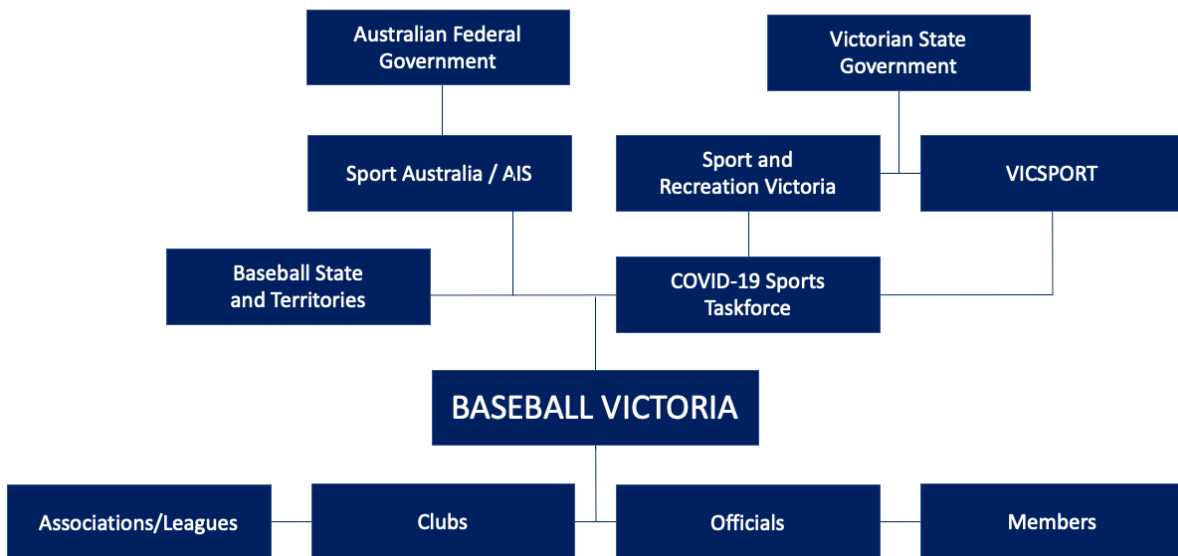 Australian Federal
Government
Victorian State
Government
Sport Australia / AIS
Sport and
Recreation Victoria
VICSPORT
Baseball State
and Territories
COVID-19 Sports
Taskforce
BASEBALL VICTORIA
Associations/Leagues
Clubs
Officials
Members